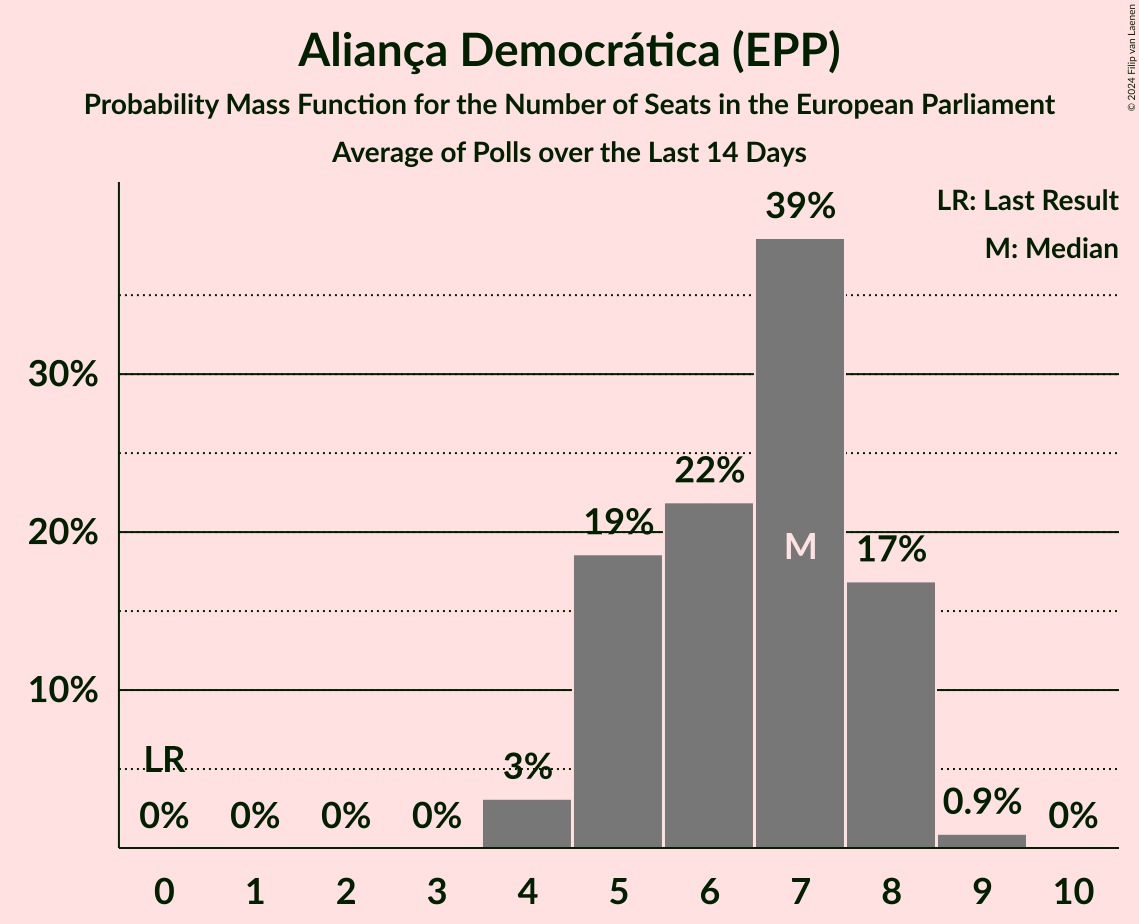 Aliança Democrática (EPP)
Probability Mass Function for the Number of Seats in the European Parliament
Average of Polls over the Last 14 Days
© 2024 Filip van Laenen
LR: Last Result
M: Median
39%
30%
22%
20%
19%
M
17%
10%
LR
3%
0.9%
0% 0% 0% 0% 0%
0 1 2 3 4 5 6 7 8 9 10